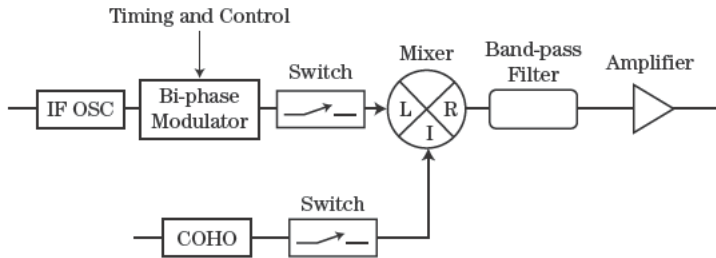 Timing and Control
IF OSC
Bi-phase
Modulator
Switch
Mixer
L
R
I
Band-pass
Filter
Amplifier
COHO
Switch